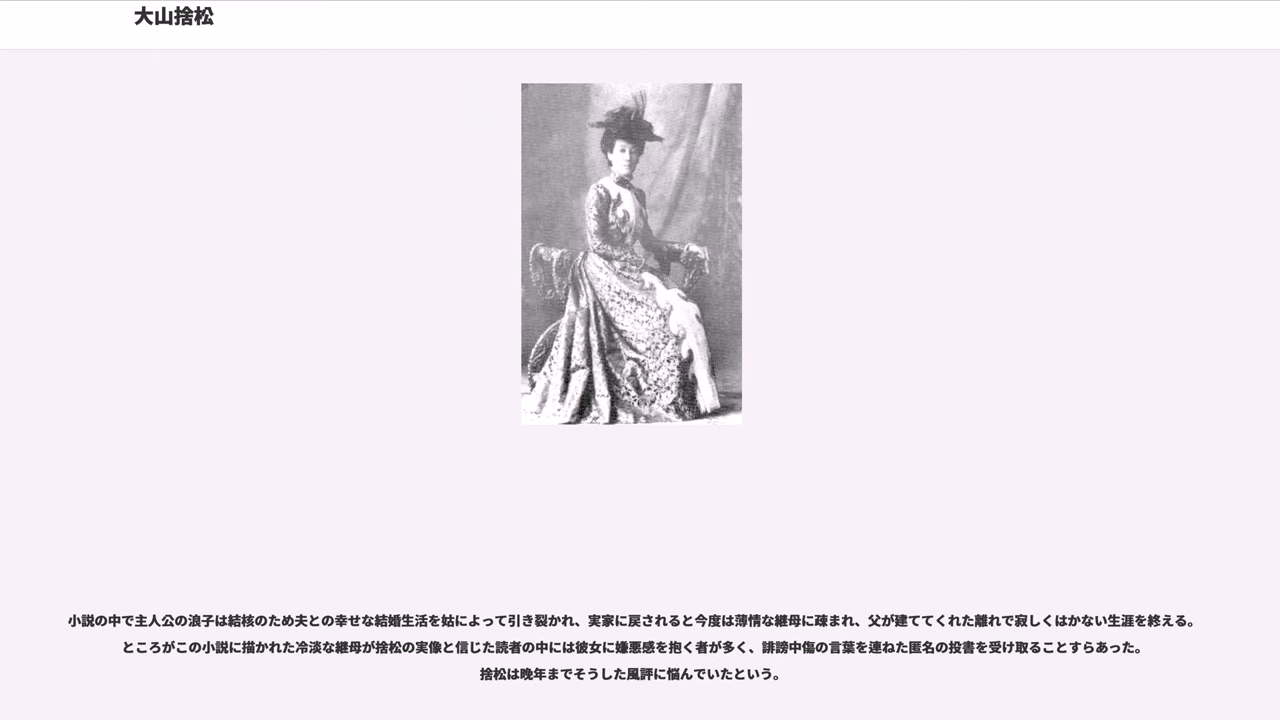 大山捨松
小説の中で主人公の浪子は結核のため夫との幸せな結婚生活を姑によって引き裂かれ、実家に戻されると今度は薄情な継母に疎まれ、父が建ててくれた離れで寂しくはかない生涯を終える。
ところがこの小説に描かれた冷淡な継母が捨松の実像と信じた読者の中には彼女に嫌悪感を抱く者が多く、誹謗中傷の言葉を連ねた匿名の投書を受け取ることすらあった。
捨松は晩年までそうした風評に悩んでいたという。